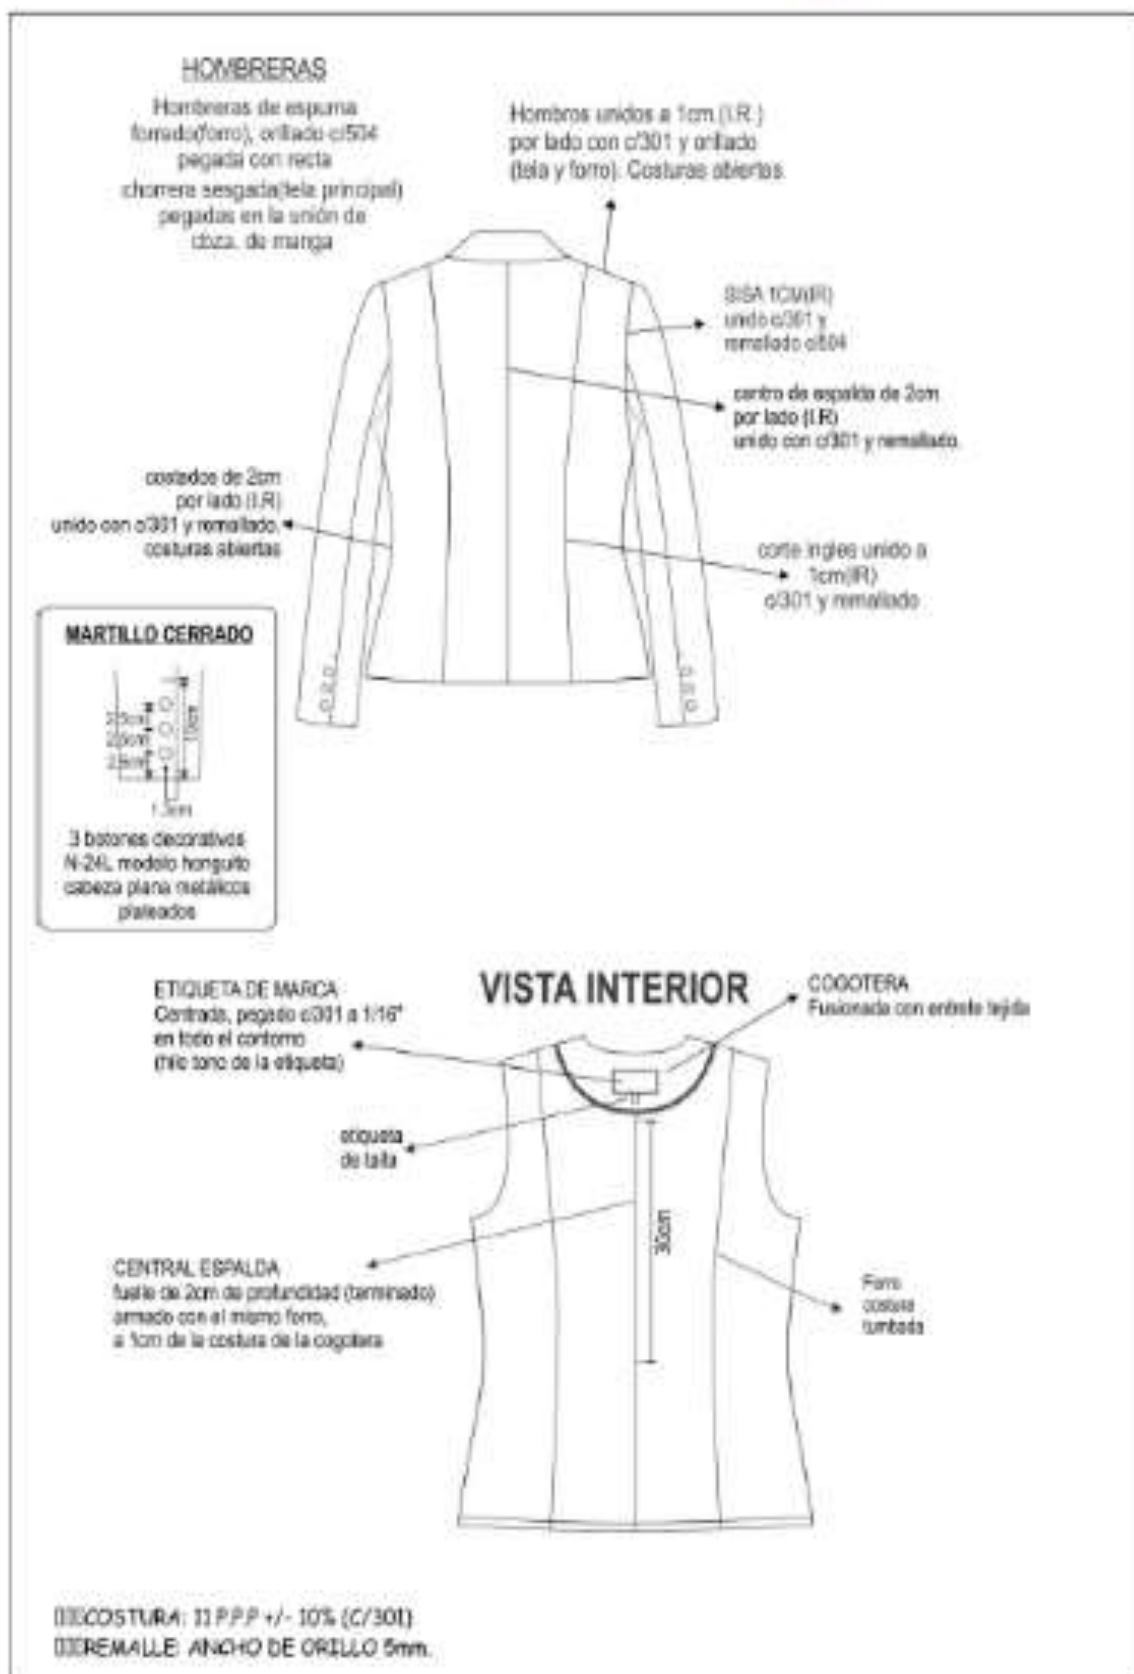 HOMBRERAS
Hombreras de espuma
forrado(forro), orillado c/504
pegada con recta
chorrera sesgada(tela principal)
pegadas en la unión de
cbza. de manga
Hombros unidos a 1cm.(I.R.)
por lado con c/301 y orillado
(tela y forro). Costuras abiertas.
SISA 1CM(IR)
unido c/301 y
remallado c/504
centro de espalda de 2cm
por lado (I.R)
unido con c/301 y remallado.
costados de 2cm
por lado (I.R)
unido con c/301 y remallado.
costuras abiertas
corte ingles unido a
1cm(IR)
c/301 y remallado
MARTILLO CERRADO
2.5cm
10cm
1.3cm
3 botones decorativos
N-24L modelo honguito
cabeza plana metálicos
plateados
VISTA INTERIOR
ETIQUETA DE MARCA
Centrada, pegado c/301 a 1/16"
en todo el contorno
(hilo tono de la etiqueta)
COGOTERA
Fusionada con entretela tejida
etiqueta
de talla
30cm
CENTRAL ESPALDA
fuelle de 2cm de profundidad (terminado)
armado con el mismo forro,
a 1cm de la costura de la cogotera
Forro
costura
tumbada
COSTURA: 11 P.P.P +/- 10% (C/301)
REMALLE: ANCHO DE ORILLO 5mm.